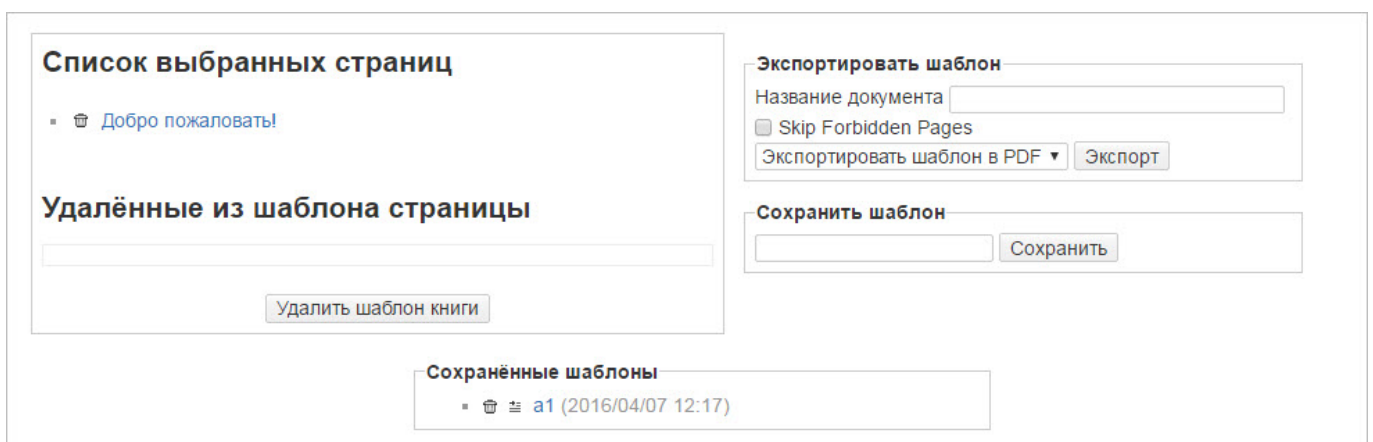 Список выбранных страниц
Добро пожаловать!
Удалённые из шаблона страницы
Удалить шаблон книги
Экспортировать шаблон
Название документа
Skip Forbidden Pages
Экспортировать шаблон в PDF Экспорт
Сохранить шаблон
Сохранить
Сохранённые шаблоны
a1 (2016/04/07 12:17)